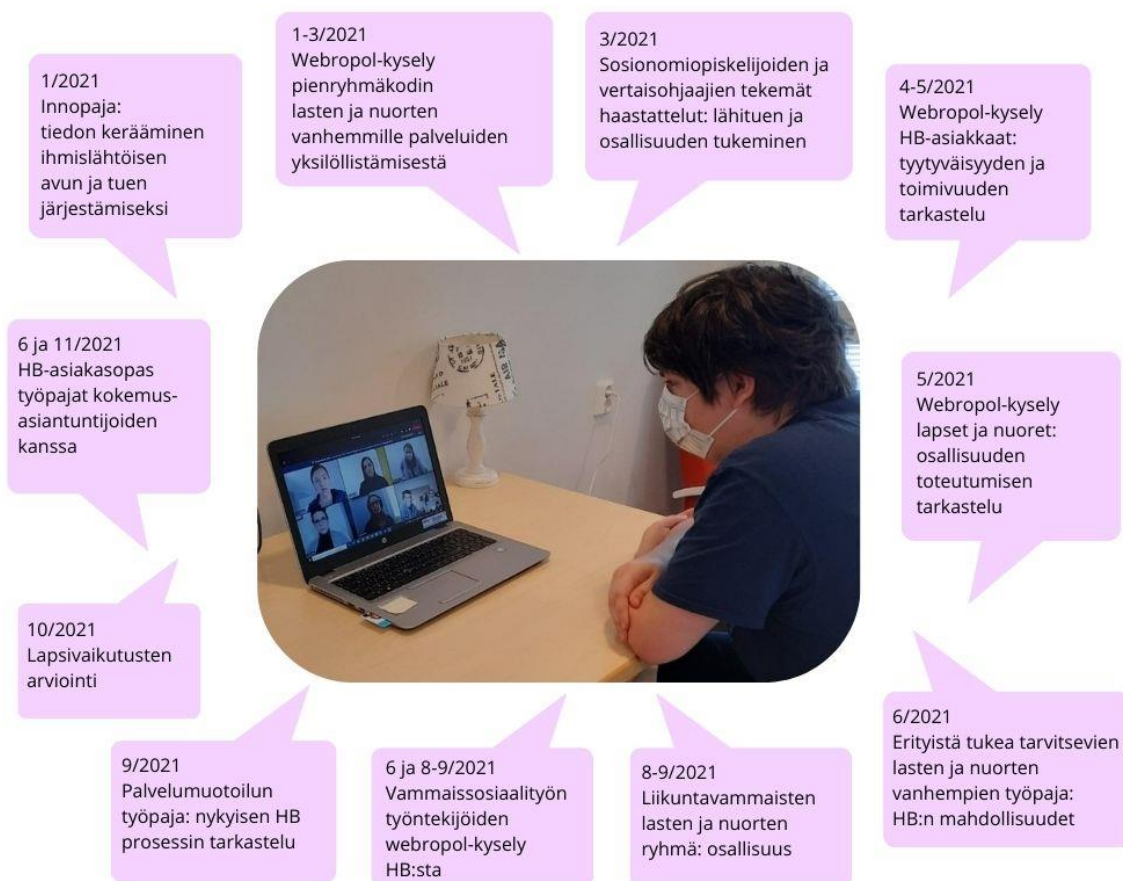 1/2021
Innopaja:
tiedon kerääminen
ihmislähtöisen
avun ja tuen
järjestämiseksi
1-3/2021
Webropol-kysely
pienryhmäkodin
lasten ja nuorten
vanhemmille palveluiden
yksilöllistämisestä
3/2021
Sosionomiopiskelijoiden ja
vertaisohjaajien tekemät
haastattelut: lähituen ja
osallisuuden tukeminen
4-5/2021
Webropol-kysely
HB-asiakkaat:
tyytyväisyyden ja
toimivuuden
tarkastelu
5/2021
Webropol-kysely
lapset ja nuoret:
osallisuuden
toteutumisen
tarkastelu
6/2021
Erityistä tukea tarvitsevien
lasten ja nuorten
vanhempien työpaja:
HB:n mahdollisuudet
8-9/2021
Liikuntavammaisten
lasten ja nuorten
ryhmä: osallisuus
6 ja 8-9/2021
Vammaissosiaalityön
työntekijöiden
webropol-kysely
HB:sta
9/2021
Palvelumuotoilun
työpaja: nykyisen HB
prosessin tarkastelu
10/2021
Lapsivaikutusten
arviointi
6 ja 11/2021
HB-asiakasopas
työpajat kokemus-
asiantuntijoiden
kanssa